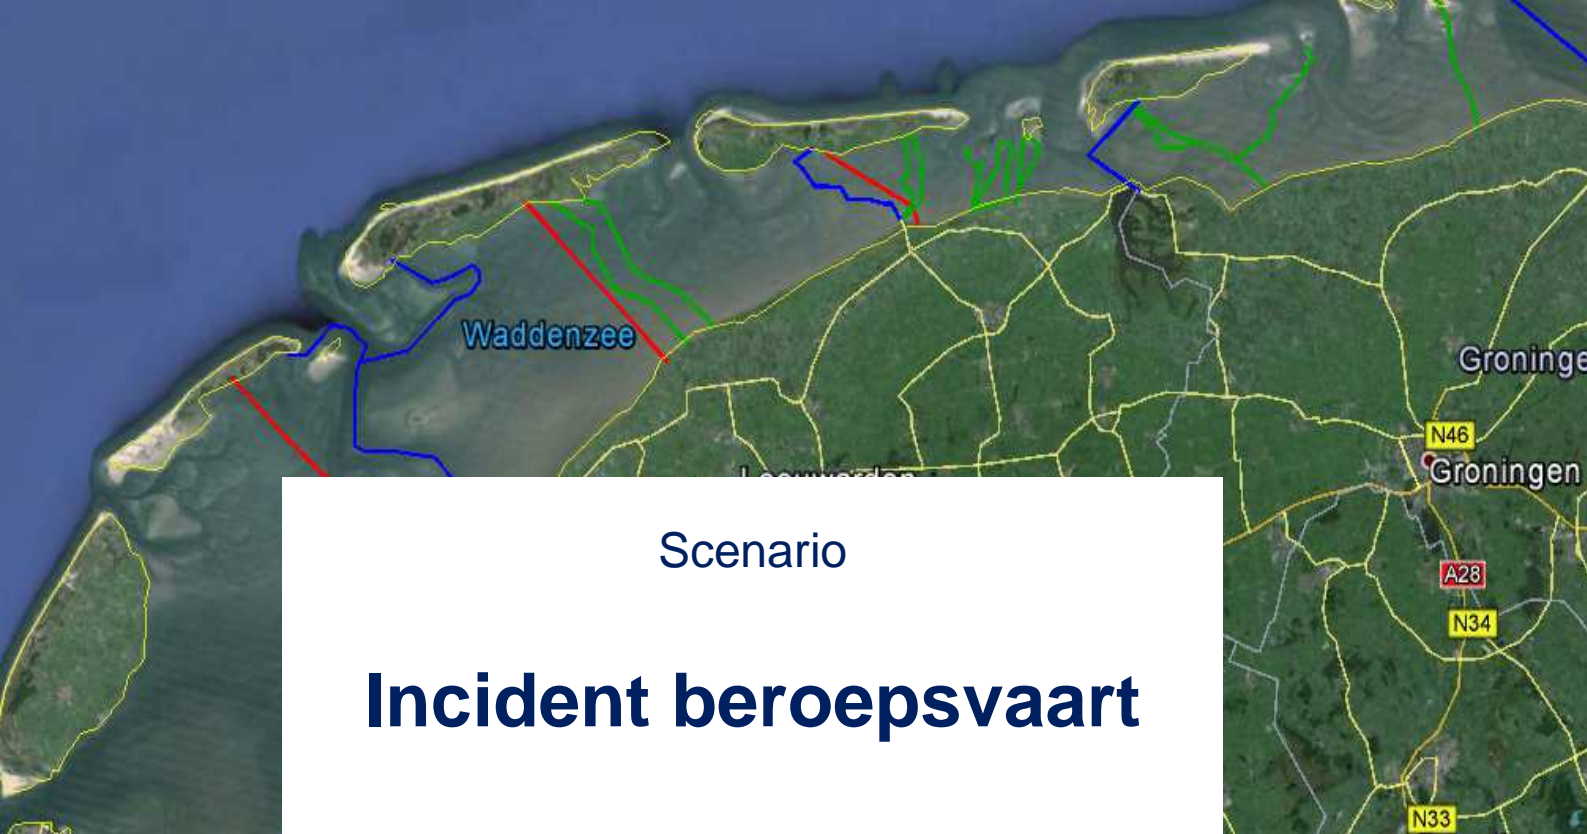 Waddenzee
Groninge
N46
Groningen
A28
N34
N33
Scenario
Incident beroepsvaart